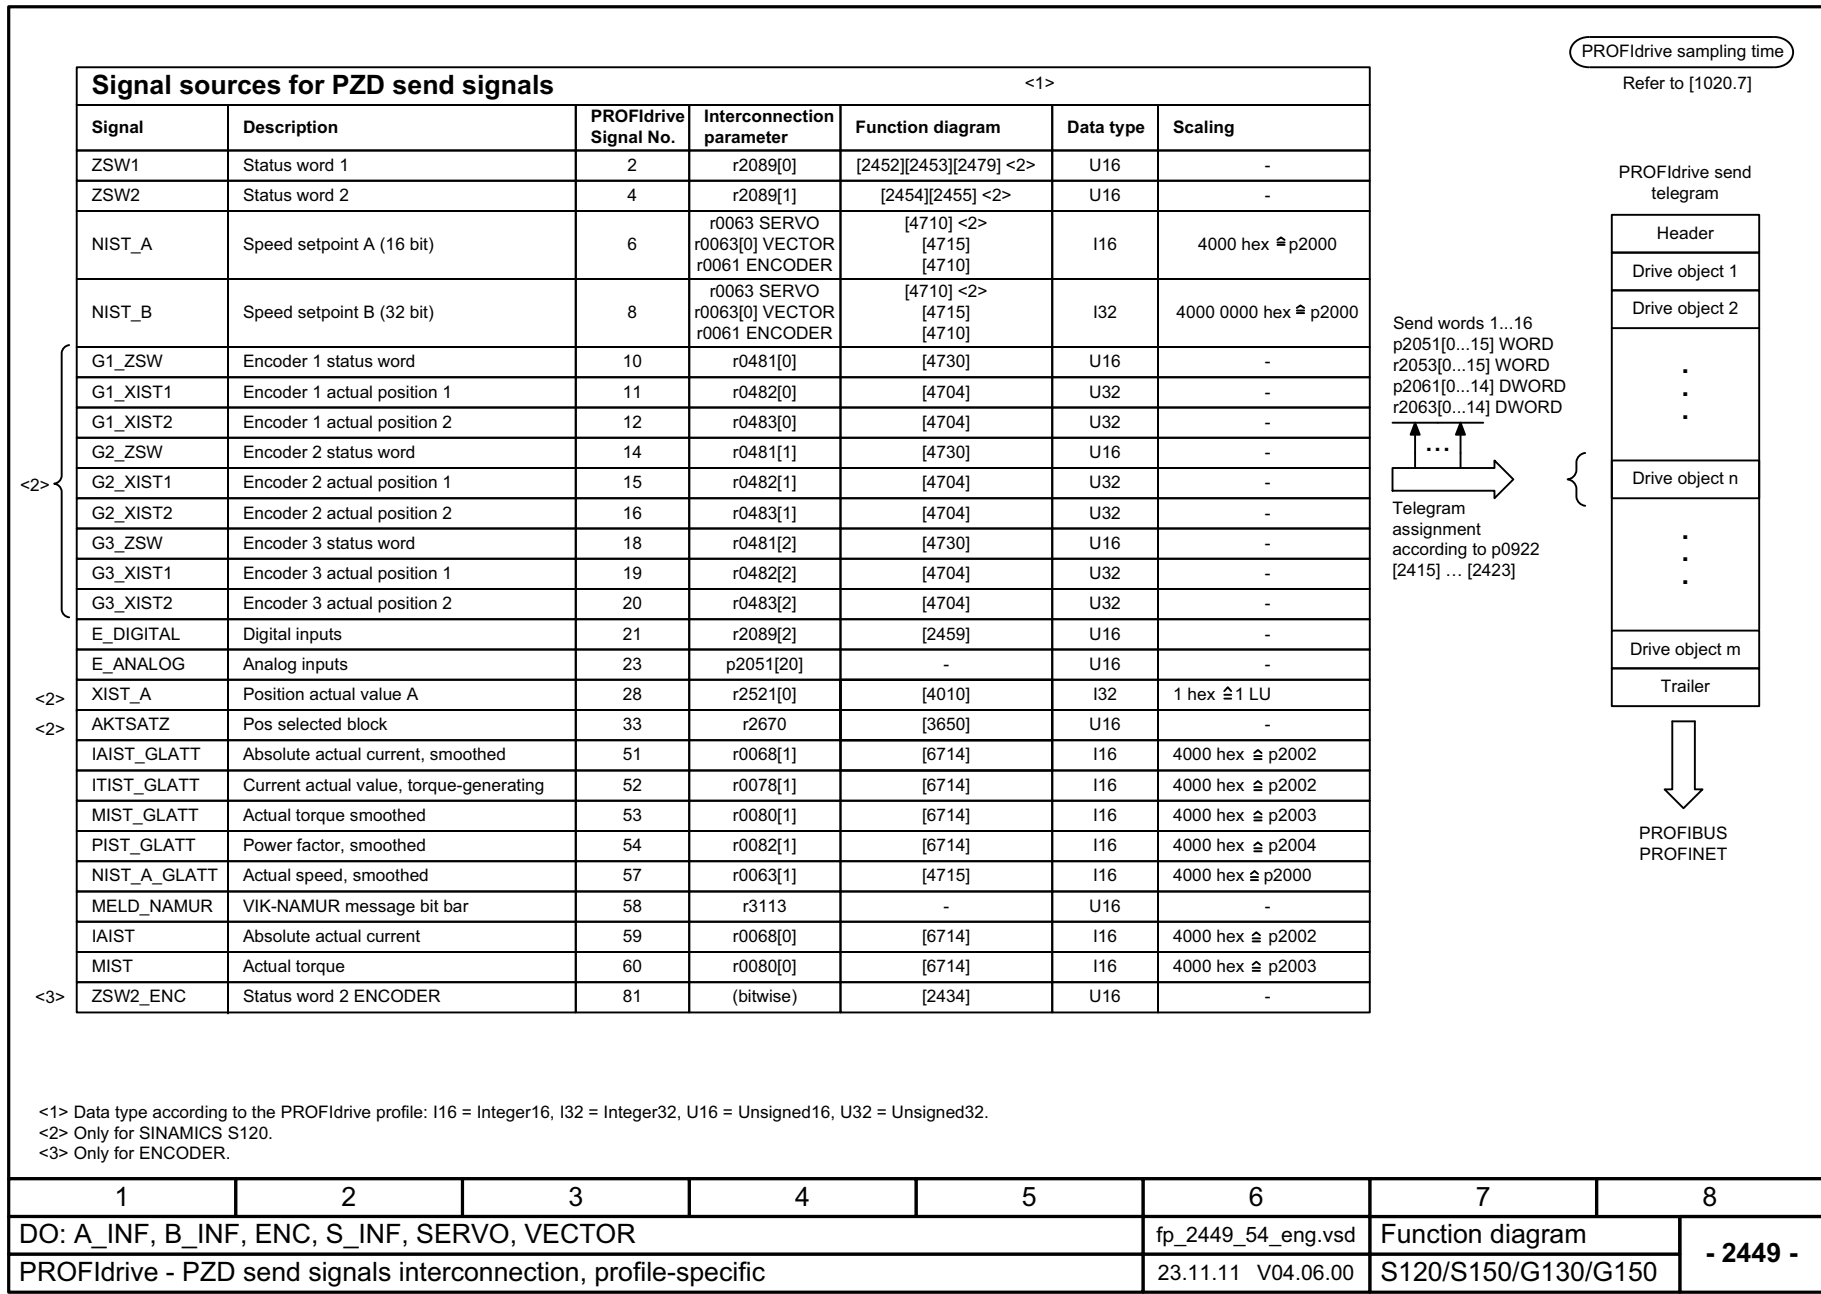 PROFIdrive sampling time
Refer to [1020.7]
Signal sources for PZD send signals <1>
Signal Description PROFIdrive Signal No. Interconnection parameter Function diagram Data type Scaling
ZSW1 Status word 1 2 r2089[0] [2452][2453][2479] <2> U16 -
ZSW2 Status word 2 4 r2089[1] [2454][2455] <2> U16 -
NIST_A Speed setpoint A (16 bit) 6 r0063 SERVO r0063[0] VECTOR r0061 ENCODER [4710] <2> [4715] [4710] I16 4000 hex ≙ p2000
NIST_B Speed setpoint B (32 bit) 8 r0063 SERVO r0063[0] VECTOR r0061 ENCODER [4710] <2> [4715] [4710] I32 4000 0000 hex ≙ p2000
<2>
G1_ZSW Encoder 1 status word 10 r0481[0] [4730] U16 -
G1_XIST1 Encoder 1 actual position 1 11 r0482[0] [4704] U32 -
G1_XIST2 Encoder 1 actual position 2 12 r0483[0] [4704] U32 -
G2_ZSW Encoder 2 status word 14 r0481[1] [4730] U16 -
G2_XIST1 Encoder 2 actual position 1 15 r0482[1] [4704] U32 -
G2_XIST2 Encoder 2 actual position 2 16 r0483[1] [4704] U32 -
G3_ZSW Encoder 3 status word 18 r0481[2] [4730] U16 -
G3_XIST1 Encoder 3 actual position 1 19 r0482[2] [4704] U32 -
G3_XIST2 Encoder 3 actual position 2 20 r0483[2] [4704] U32 -
E_DIGITAL Digital inputs 21 r2089[2] [2459] U16 -
E_ANALOG Analog inputs 23 p2051[20] - U16 -
<2> XIST_A Position actual value A 28 r2521[0] [4010] I32 1 hex ≙ 1 LU
<2> AKTSATZ Pos selected block 33 r2670 [3650] U16 -
IAIST_GLATT Absolute actual current, smoothed 51 r0068[1] [6714] I16 4000 hex ≙ p2002
ITIST_GLATT Current actual value, torque-generating 52 r0078[1] [6714] I16 4000 hex ≙ p2002
MIST_GLATT Actual torque smoothed 53 r0080[1] [6714] I16 4000 hex ≙ p2003
PIST_GLATT Power factor, smoothed 54 r0082[1] [6714] I16 4000 hex ≙ p2004
NIST_A_GLATT Actual speed, smoothed 57 r0063[1] [4715] I16 4000 hex ≙ p2000
MELD_NAMUR VIK-NAMUR message bit bar 58 r3113 - U16 -
IAIST Absolute actual current 59 r0068[0] [6714] I16 4000 hex ≙ p2002
MIST Actual torque 60 r0080[0] [6714] I16 4000 hex ≙ p2003
<3> ZSW2_ENC Status word 2 ENCODER 81 (bitwise) [2434] U16 -
Send words 1...16
p2051[0...15] WORD
r2053[0...15] WORD
p2061[0...14] DWORD
r2063[0...14] DWORD
...
Telegram
assignment
according to p0922
[2415] … [2423]
PROFIdrive send
telegram
Header
Drive object 1
Drive object 2
.
.
.
Drive object n
.
.
.
Drive object m
Trailer
PROFIBUS
PROFINET
<1> Data type according to the PROFIdrive profile: I16 = Integer16, I32 = Integer32, U16 = Unsigned16, U32 = Unsigned32.
<2> Only for SINAMICS S120.
<3> Only for ENCODER.
1 2 3 4 5 6 7 8
DO: A_INF, B_INF, ENC, S_INF, SERVO, VECTOR fp_2449_54_eng.vsd Function diagram
- 2449 -
PROFIdrive - PZD send signals interconnection, profile-specific 23.11.11 V04.06.00 S120/S150/G130/G150